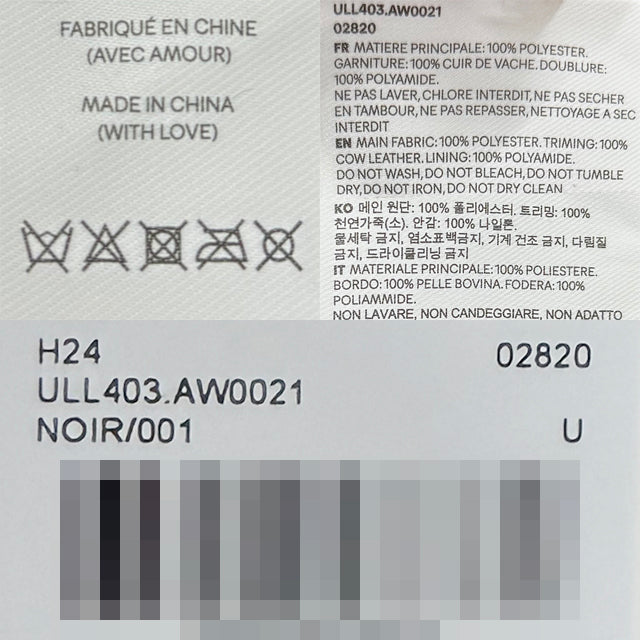 FABRIQUÉ EN CHINE
(AVEC AMOUR)
MADE IN CHINA
(WITH LOVE)
ULL403.AW0021
02820
FR MATIERE PRINCIPALE: 100% POLYESTER.
GARNITURE: 100% CUIR DE VACHE. DOUBLURE:
100% POLYAMIDE.
NE PAS LAVER, CHLORE INTERDIT, NE PAS SECHER
EN TAMBOUR, NE PAS REPASSER, NETTOYAGE A SEC
INTERDIT
EN MAIN FABRIC: 100% POLYESTER. TRIMING: 100%
COW LEATHER. LINING: 100% POLYAMIDE.
DO NOT WASH, DO NOT BLEACH, DO NOT TUMBLE
DRY, DO NOT IRON, DO NOT DRY CLEAN
KO 메인 원단: 100% 폴리에스터. 트리밍: 100%
천연가죽(소). 안감: 100% 나일론.
물세탁 금지, 염소표백금지, 기계 건조 금지, 다림질
금지, 드라이클리닝 금지
IT MATERIALE PRINCIPALE: 100% POLIESTERE.
BORDO: 100% PELLE BOVINA. FODERA: 100%
POLIAMMIDE.
NON LAVARE, NON CANDEGGIARE, NON ADATTO
H24 02820
ULL403.AW0021
NOIR/001 U